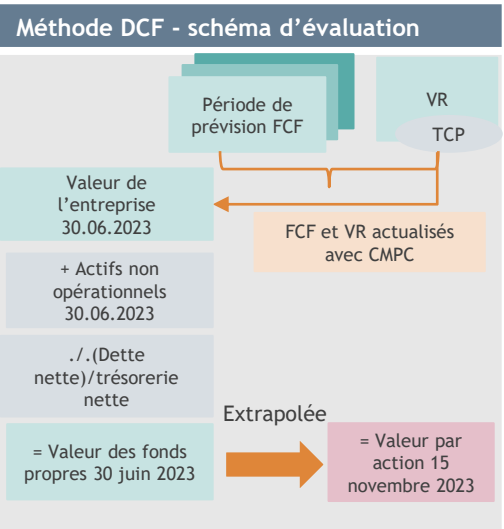 Méthode DCF - schéma d’évaluation
Période de
prévision FCF
VR
TCP
Valeur de
l’entreprise
30.06.2023
FCF et VR actualisés
avec CMPC
+ Actifs non
opérationnels
30.06.2023
./.(Dette
nette)/trésorerie
nette
Extrapolée
= Valeur des fonds
propres 30 juin 2023
= Valeur par
action 15
novembre 2023